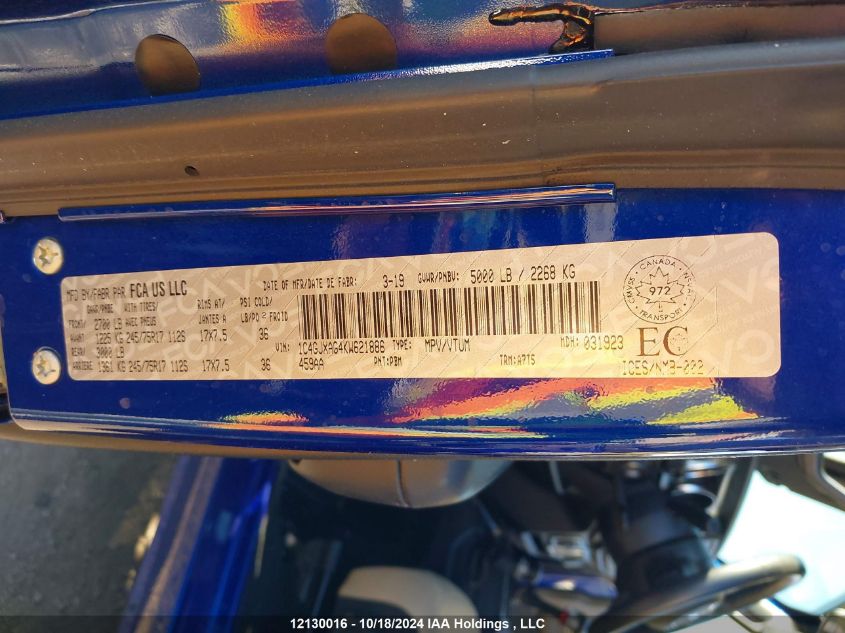 MFD BY/FABR PAR FCA US LLC DATE OF MFR/DATE DE FABR: 3-19 GVWR/PNBV: 5000 LB / 2268 KG
GAWR/PNBE WITH TIRES/ RIMS AT/ PSI COLD/
FRONT/ 2700 LB AVEC PNEUS JANTES A LB/PO² FROID
AVANT 1225 KG 245/75R17 112S 17X7.5 36
REAR/ 3000 LB
ARRIERE 1361 KG 245/75R17 112S 17X7.5 36
VIN: 1C4GJXAG4KW621886 TYPE: MPV/VTUM MDH: 031923
459AA PNT: PBM TRM: A7TS
CANADA
972
TRANSPORT
EC
ICES/NMB-002
12130016 - 10/18/2024 IAA Holdings , LLC